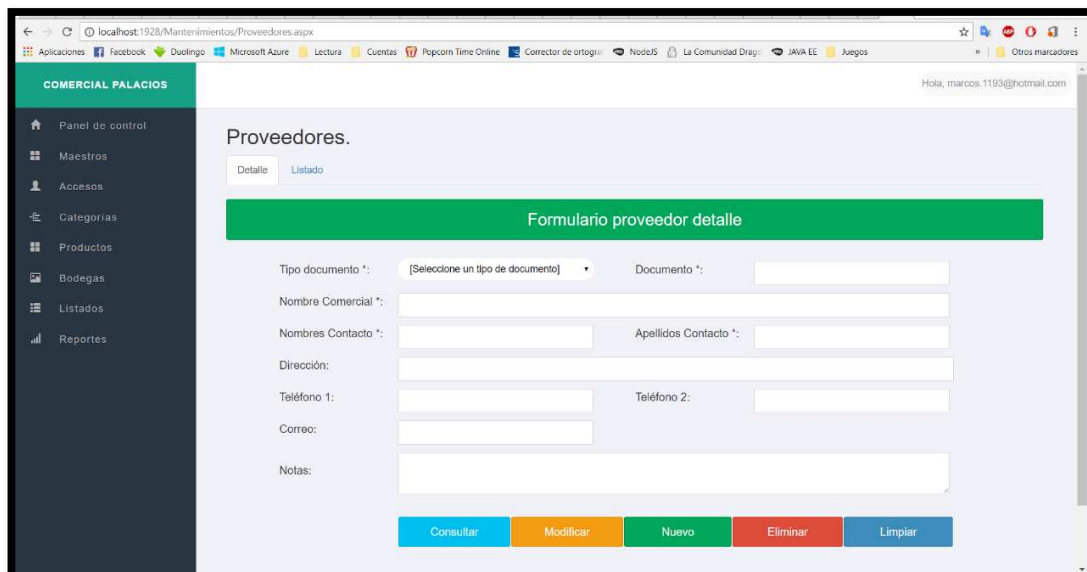 localhost:1928/Mantenimientos/Proveedores.aspx
Aplicaciones Facebook Duolingo Microsoft Azure Lectura Cuentas Popcorn Time Online Corrector de ortogra NodeJS La Comunidad Drag JAVA EE Juegos » Otros marcadores
COMERCIAL PALACIOS
Hola, marcos.1193@hotmail.com
Panel de control
Maestros
Accesos
Categorías
Productos
Bodegas
Listados
Reportes
Proveedores.
Detalle Listado
Formulario proveedor detalle
Tipo documento *: [Seleccione un tipo de documento] Documento *:
Nombre Comercial *:
Nombres Contacto *: Apellidos Contacto *:
Dirección:
Teléfono 1: Teléfono 2:
Correo:
Notas:
Consultar Modificar Nuevo Eliminar Limpiar